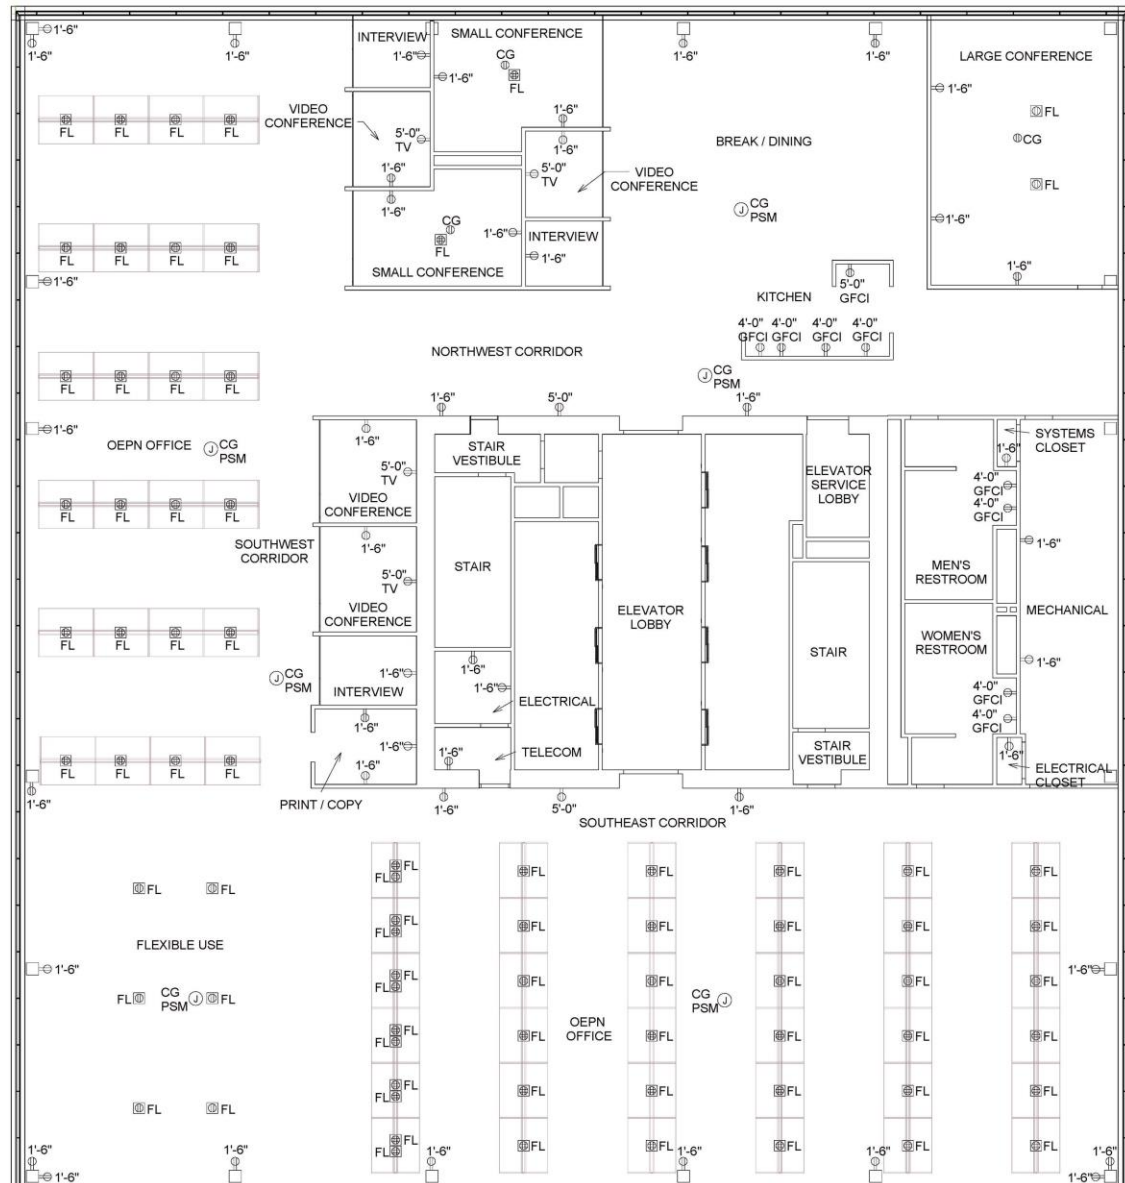 1'-6"
INTERVIEW
SMALL CONFERENCE
1'-6"
1'-6"
1'-6"
CG
1'-6"
1'-6"
1'-6"
LARGE CONFERENCE
1'-6"
FL
1'-6"
VIDEO
CONFERENCE
1'-6"
FL
FL FL FL FL
5'-0"
TV
1'-6"
BREAK / DINING
CG
1'-6"
5'-0"
TV
VIDEO
CONFERENCE
FL
1'-6"
CG
PSM
CG
1'-6"
FL
1'-6"
INTERVIEW
1'-6"
FL FL FL FL
1'-6"
SMALL CONFERENCE
1'-6"
1'-6"
5'-0"
GFCI
KITCHEN
4'-0"
GFCI
4'-0"
GFCI
4'-0"
GFCI
4'-0"
GFCI
NORTHWEST CORRIDOR
FL FL FL FL
CG
PSM
1'-6"
5'-0"
1'-6"
1'-6"
OEPN OFFICE
CG
PSM
1'-6"
STAIR
VESTIBULE
SYSTEMS
CLOSET
1'-6"
5'-0"
TV
ELEVATOR
SERVICE
LOBBY
4'-0"
GFCI
4'-0"
GFCI
VIDEO
CONFERENCE
FL FL FL FL
SOUTHWEST
CORRIDOR
1'-6"
1'-6"
STAIR
MEN'S
RESTROOM
5'-0"
TV
VIDEO
CONFERENCE
ELEVATOR
LOBBY
MECHANICAL
FL FL FL FL
WOMEN'S
RESTROOM
STAIR
1'-6"
1'-6"
1'-6"
CG
PSM
INTERVIEW
1'-6"
ELECTRICAL
4'-0"
GFCI
4'-0"
GFCI
1'-6"
1'-6"
1'-6"
TELECOM
STAIR
VESTIBULE
1'-6"
FL FL FL FL
1'-6"
ELECTRICAL
CLOSET
1'-6"
PRINT / COPY
1'-6"
5'-0"
1'-6"
SOUTHEAST CORRIDOR
FL
FL
FL FL FL FL FL
FL FL
FL
FL
FL FL FL FL FL
FLEXIBLE USE
1'-6"
FL
FL
FL FL FL FL FL
1'-6"
FL
CG
PSM
FL
CG
PSM
OEPN
OFFICE
FL
FL
FL FL FL FL FL
FL
FL
FL FL FL FL FL
FL FL
FL
FL
FL FL FL FL FL
1'-6"
1'-6"
1'-6"
1'-6"
1'-6"
1'-6"
1'-6"
1'-6"